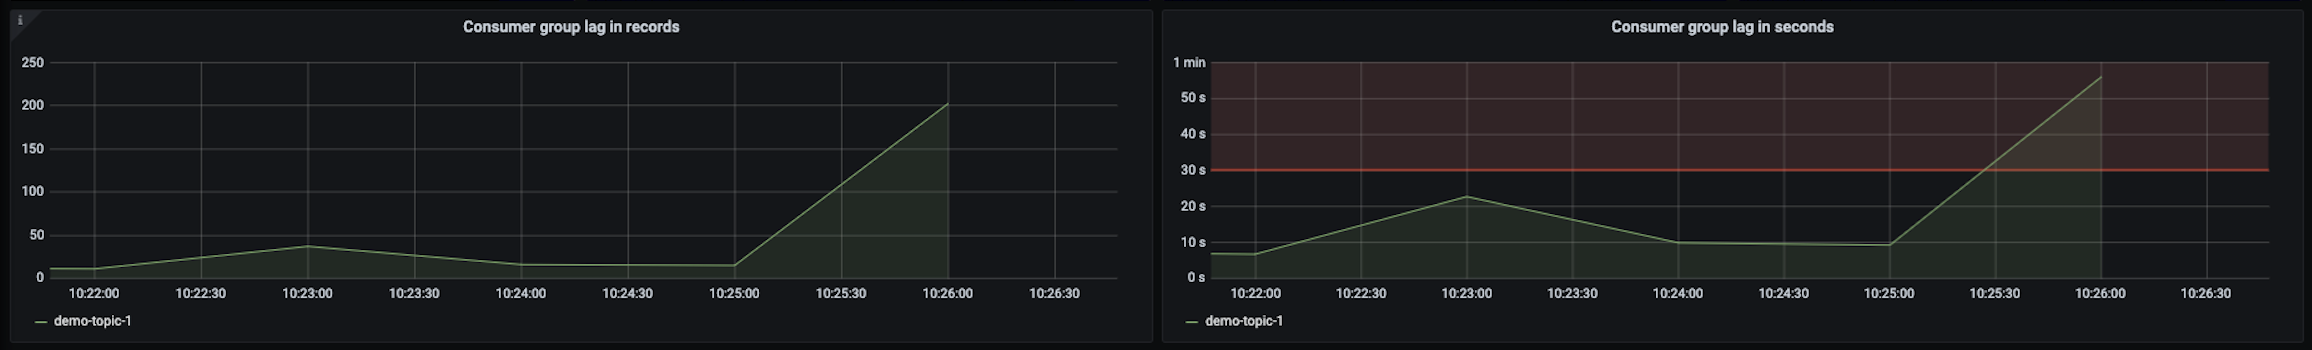 i
Consumer group lag in records
250
200
150
100
50
0
10:22:00 10:22:30 10:23:00 10:23:30 10:24:00 10:24:30 10:25:00 10:25:30 10:26:00 10:26:30
demo-topic-1
Consumer group lag in seconds
1 min
50 s
40 s
30 s
20 s
10 s
0 s
10:22:00 10:22:30 10:23:00 10:23:30 10:24:00 10:24:30 10:25:00 10:25:30 10:26:00 10:26:30
demo-topic-1